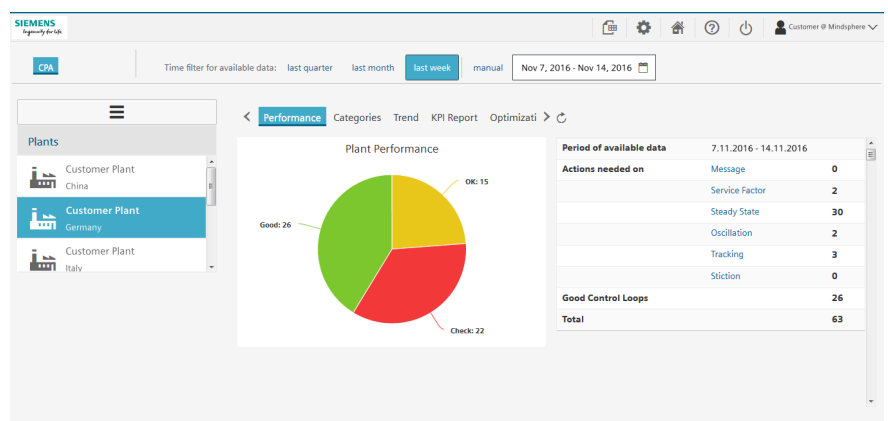 SIEMENS
Ingenuity for life
Customer @ Mindsphere
CPA
Time filter for available data: last quarter last month last week manual Nov 7, 2016 - Nov 14, 2016
Performance Categories Trend KPI Report Optimizati
Plants
Customer Plant
China
Customer Plant
Germany
Customer Plant
Italy
Plant Performance
OK: 15
Good: 26
Check: 22
Period of available data 7.11.2016 - 14.11.2016
Actions needed on Message 0
Service Factor 2
Steady State 30
Oscillation 2
Tracking 3
Stiction 0
Good Control Loops 26
Total 63